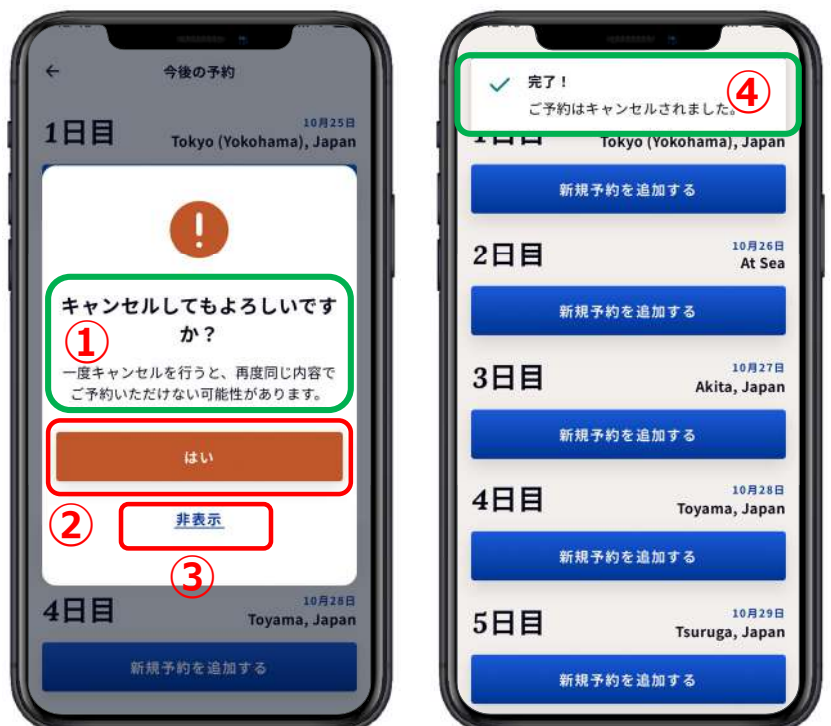 ←
今後の予約
1日目
10月25日
Tokyo (Yokohama), Japan
!
キャンセルしてもよろしいです
か？
①
一度キャンセルを行うと、再度同じ内容で
ご予約いただけない可能性があります。
はい
②
非表示
③
4日目
10月28日
Toyama, Japan
新規予約を追加する
完了！
④
ご予約はキャンセルされました。
1日目
Tokyo (Yokohama), Japan
新規予約を追加する
2日目
10月26日
At Sea
新規予約を追加する
3日目
10月27日
Akita, Japan
新規予約を追加する
4日目
10月28日
Toyama, Japan
新規予約を追加する
5日目
10月29日
Tsuruga, Japan
新規予約を追加する